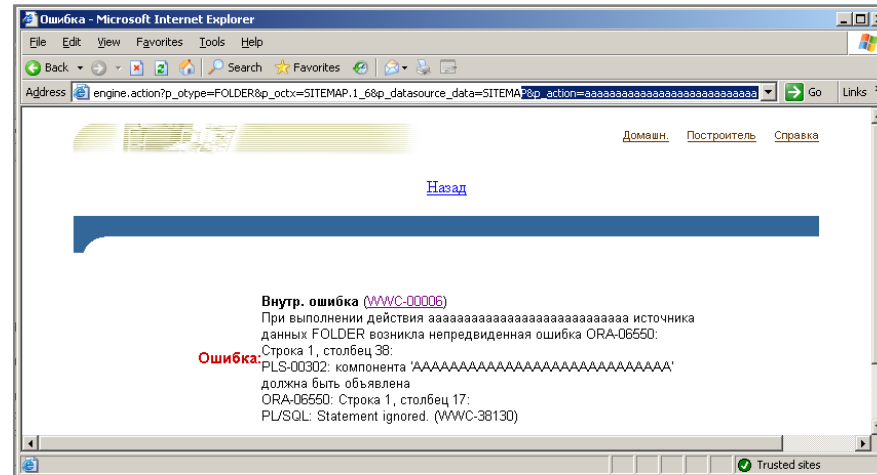 Ошибка - Microsoft Internet Explorer
File Edit View Favorites Tools Help
Back Search Favorites
Address engine.action?p_otype=FOLDER&p_octx=SITEMAP.1_6&p_datasource_data=SITEMAP&p_action=aaaaaaaaaaaaaaaaaaaaaaaaaaaa Go Links
Домашн. Построитель Справка
Назад
Внутр. ошибка (WWC-00006)
При выполнении действия aaaaaaaaaaaaaaaaaaaaaaaaaaaa источника
данных FOLDER возникла непредвиденная ошибка ORA-06550:
Строка 1, столбец 38:
Ошибка:
PLS-00302: компонента 'AAAAAAAAAAAAAAAAAAAAAAAAAAAA'
должна быть объявлена
ORA-06550: Строка 1, столбец 17:
PL/SQL: Statement ignored. (WWC-38130)
Trusted sites